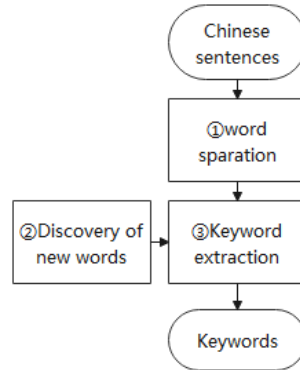 Chinese
sentences
①word
sparation
②Discovery of
new words
③Keyword
extraction
Keywords